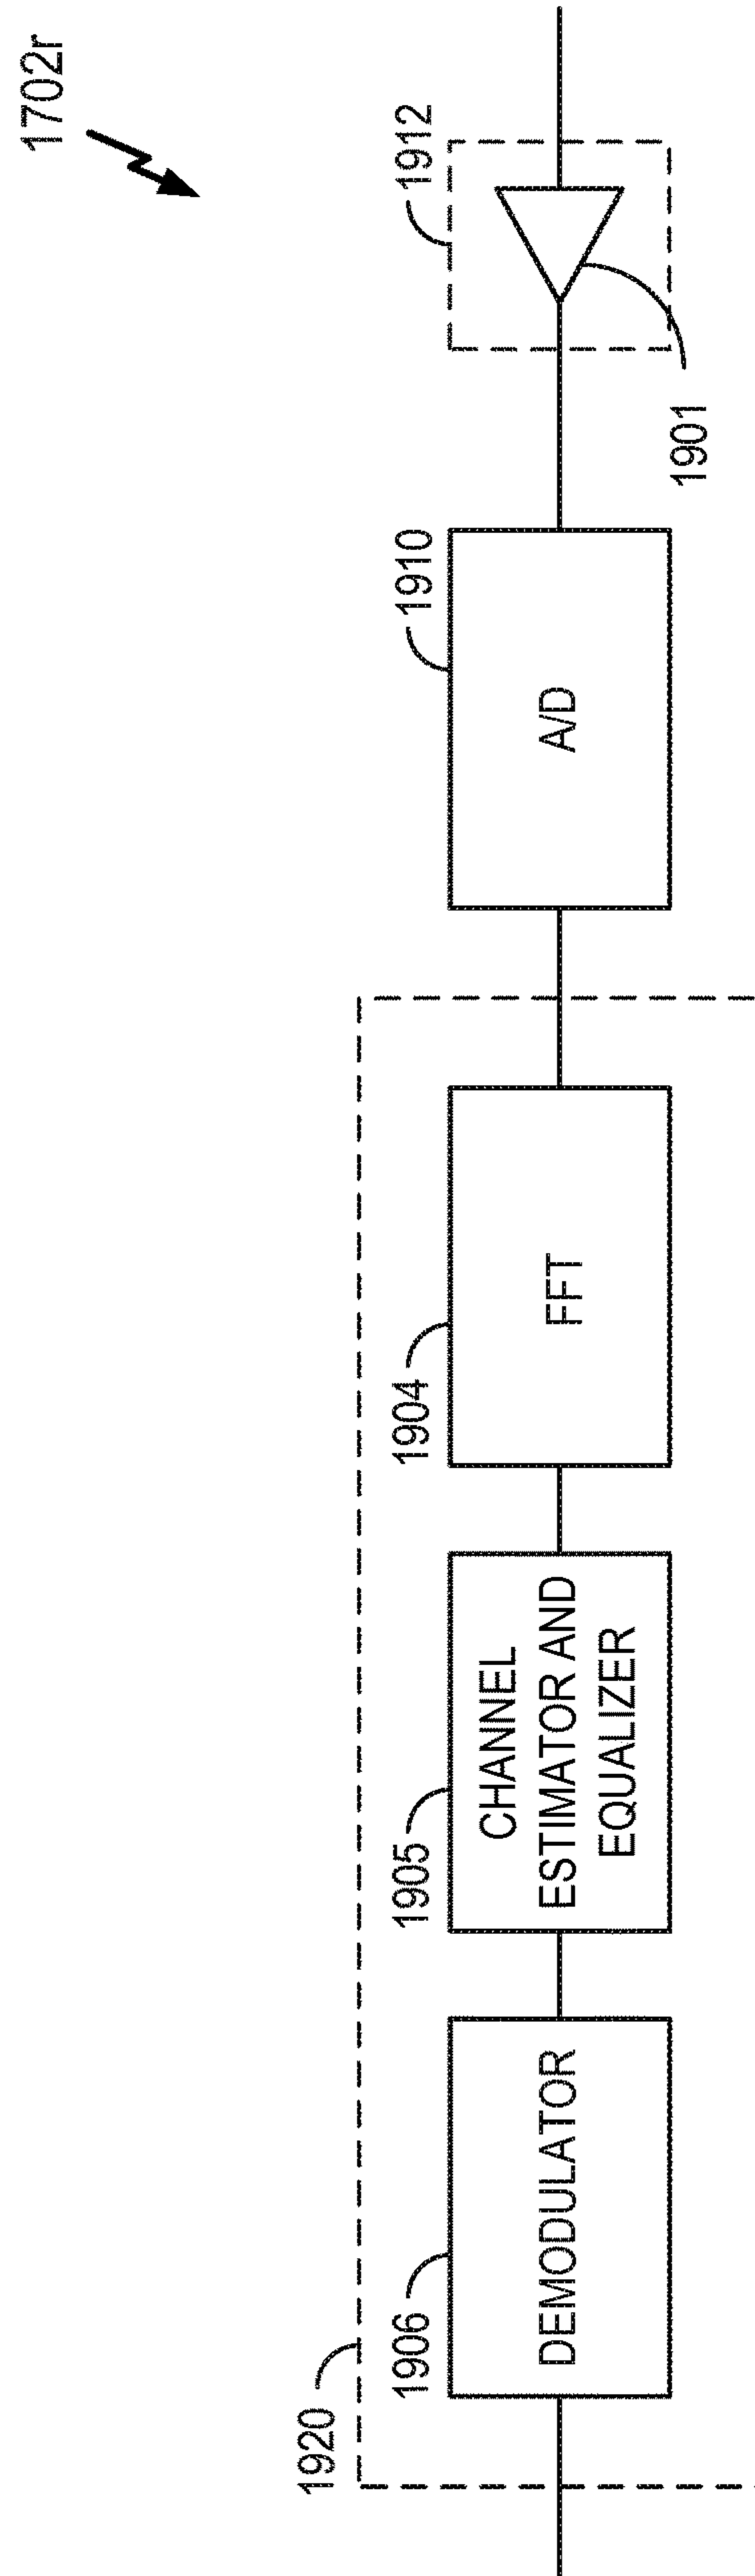 1702r
1920
1906
1905
1904
1910
1912
DEMODULATOR
CHANNEL
ESTIMATOR AND
EQUALIZER
FFT
A/D
1901